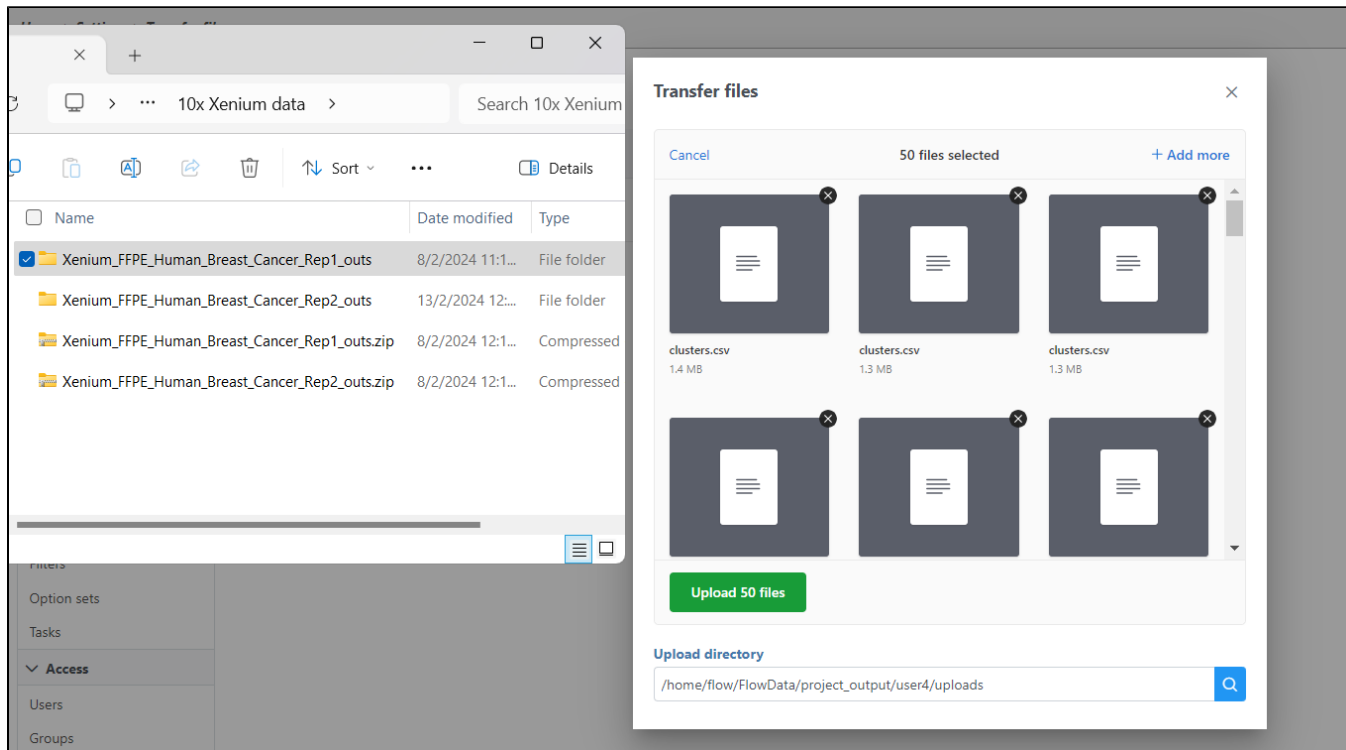 10x Xenium data
Search 10x Xenium
Sort
Details
Name Date modified Type
Xenium_FFPE_Human_Breast_Cancer_Rep1_outs 8/2/2024 11:1... File folder
Xenium_FFPE_Human_Breast_Cancer_Rep2_outs 13/2/2024 12:... File folder
Xenium_FFPE_Human_Breast_Cancer_Rep1_outs.zip 8/2/2024 12:1... Compressed
Xenium_FFPE_Human_Breast_Cancer_Rep2_outs.zip 8/2/2024 12:1... Compressed
Filters
Option sets
Tasks
Access
Users
Groups
Transfer files
Cancel 50 files selected + Add more
clusters.csv clusters.csv clusters.csv
1.4 MB 1.3 MB 1.3 MB
Upload 50 files
Upload directory
/home/flow/FlowData/project_output/user4/uploads